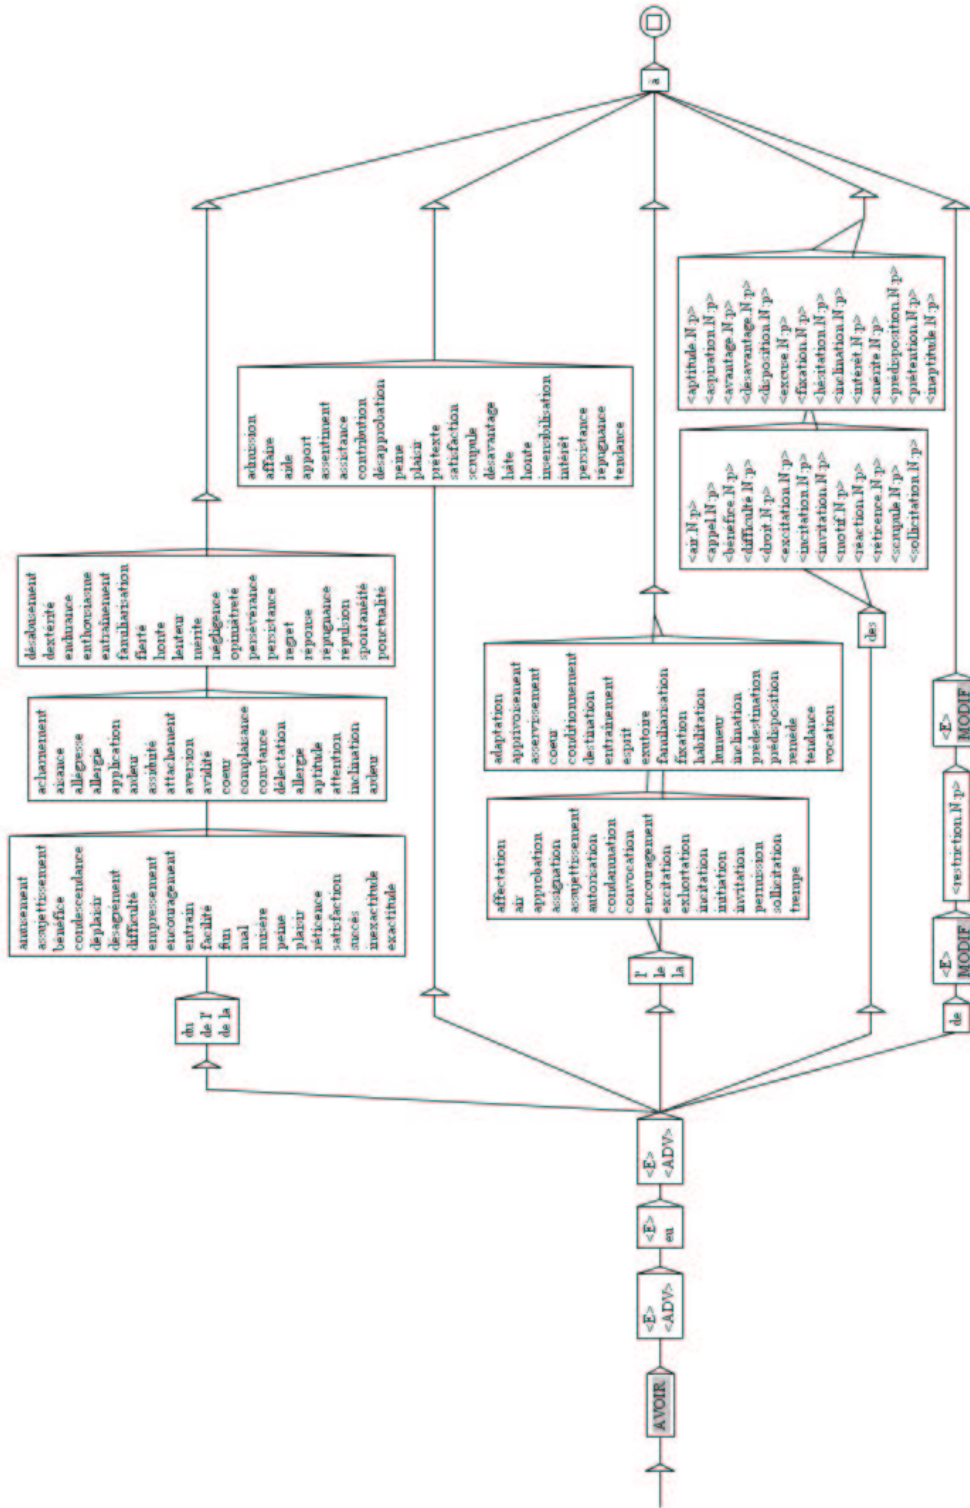 AVOIR
<E>
<ADV>
<E>
eu
<E>
<ADV>
du
de l'
de la
amusement
assujettissement
bénéfice
condescendance
déplaisir
désagrément
difficulté
empressement
encouragement
entrain
facilité
fun
mal
misère
peine
plaisir
réticence
satisfaction
succès
inexactitude
exactitude
acharnement
aisance
allégresse
allergie
application
ardeur
assiduité
attachement
aversion
avidité
coeur
complaisance
constance
délectation
allergie
aptitude
attention
inclination
ardeur
désabusement
dextérité
endurance
enthousiasme
entraînement
familiarisation
fierté
honte
lenteur
mérite
négligence
opiniâtreté
persévérance
persistance
regret
réponse
répugnance
répulsion
spontanéité
ponctualité
admission
affaire
aide
apport
assentiment
assistance
contribution
désapprobation
peine
plaisir
prétexte
satisfaction
scrupule
désavantage
hâte
honte
insensibilisation
intérêt
persistance
répugnance
tendance
l'
le
la
affectation
air
approbation
assignation
assujettissement
autorisation
condamnation
convocation
encouragement
excitation
exhortation
incitation
initiation
invitation
permission
sollicitation
trempe
adaptation
apprivoisement
asservissement
coeur
conditionnement
destination
entraînement
esprit
exutoire
familiarisation
fixation
habilitation
humeur
inclination
prédestination
prédisposition
remède
tendance
vocation
des
<air.N:p>
<appel.N:p>
<bénéfice.N:p>
<difficulté.N:p>
<droit.N:p>
<excitation.N:p>
<incitation.N:p>
<invitation.N:p>
<motif.N:p>
<réaction.N:p>
<réticence.N:p>
<scrupule.N:p>
<sollicitation.N:p>
<aptitude.N:p>
<aspiration.N:p>
<avantage.N:p>
<désavantage.N:p>
<disposition.N:p>
<excuse.N:p>
<fixation.N:p>
<hésitation.N:p>
<inclination.N:p>
<intérêt.N:p>
<mérite.N:p>
<prédisposition.N:p>
<prétention.N:p>
<inaptitude.N:p>
de
<E>
MODIF
<restriction.N:p>
<E>
MODIF
à